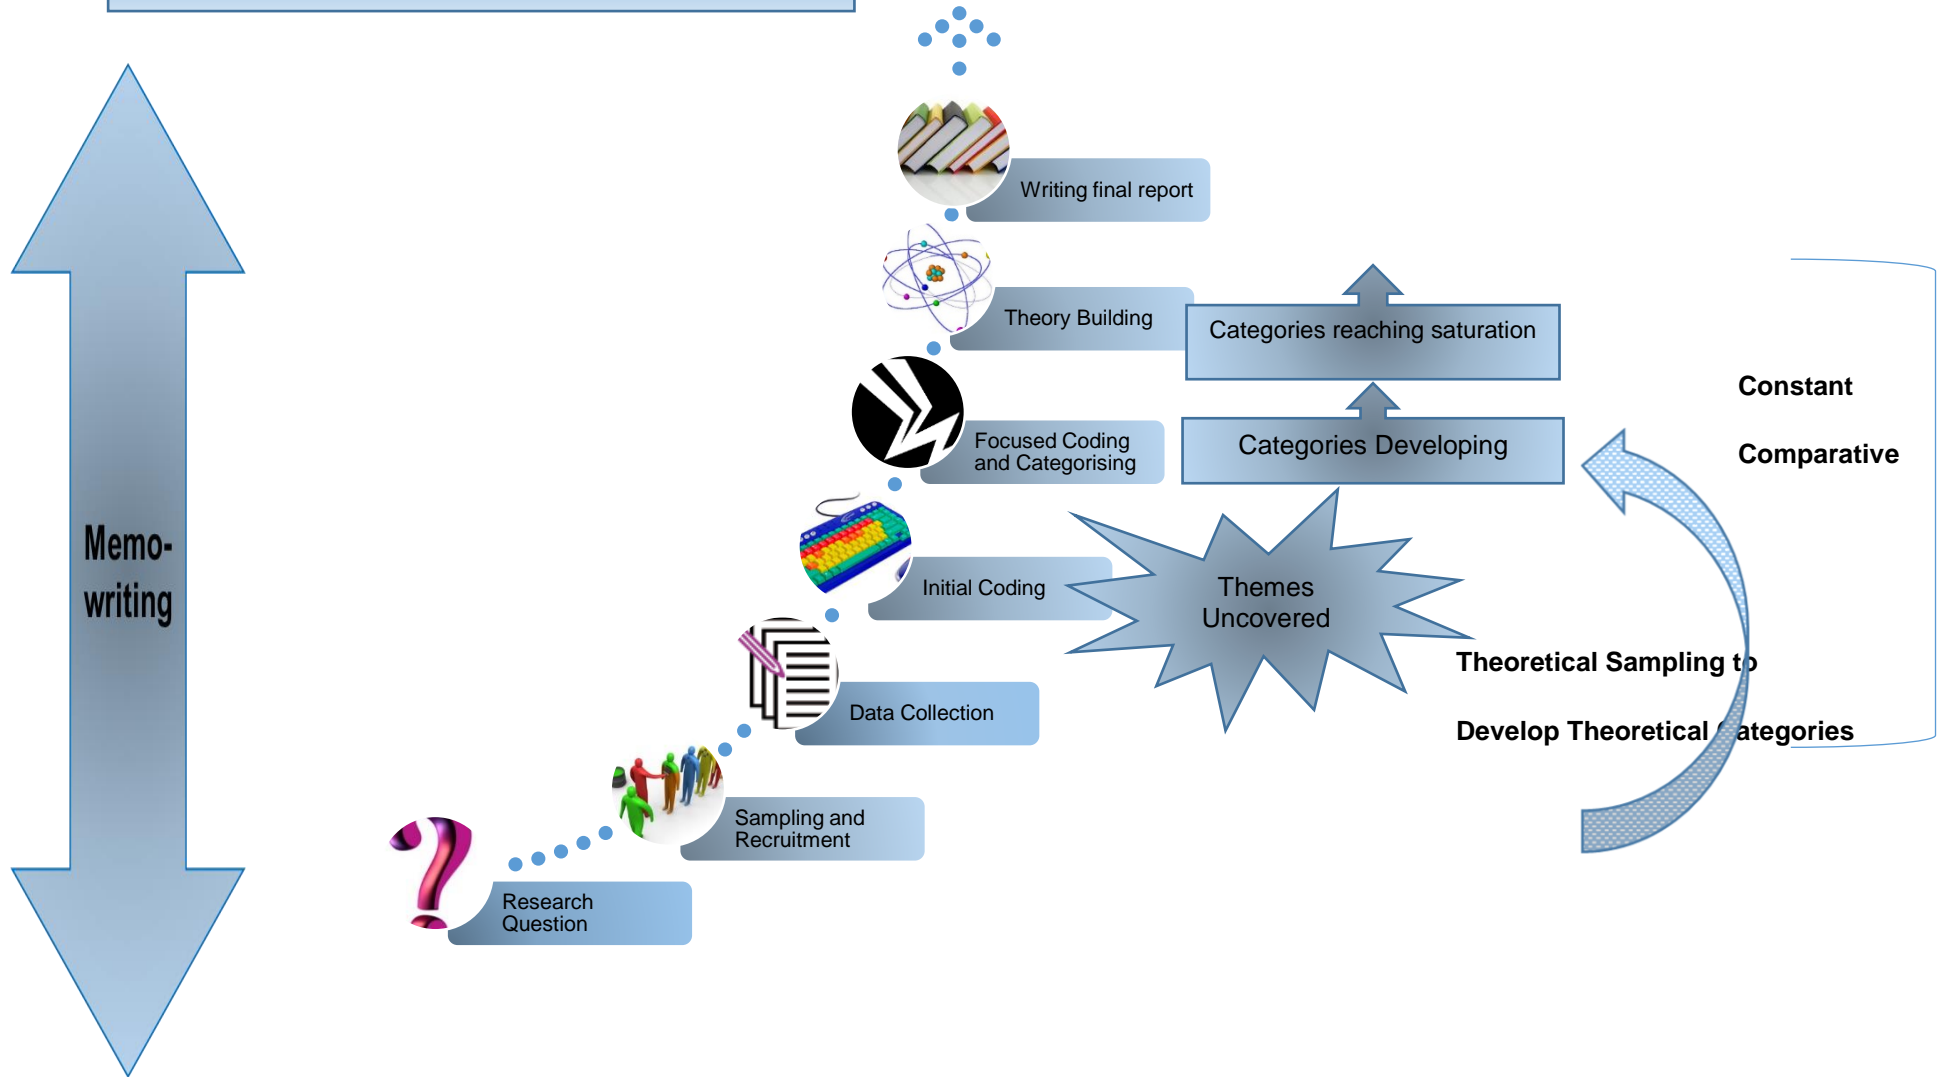 Writing final report
Theory Building
Categories reaching saturation
Constant
Comparative
Focused Coding
and Categorising
Categories Developing
Memo-
writing
Initial Coding
Themes
Uncovered
Theoretical Sampling to
Develop Theoretical Categories
Data Collection
Sampling and
Recruitment
Research
Question